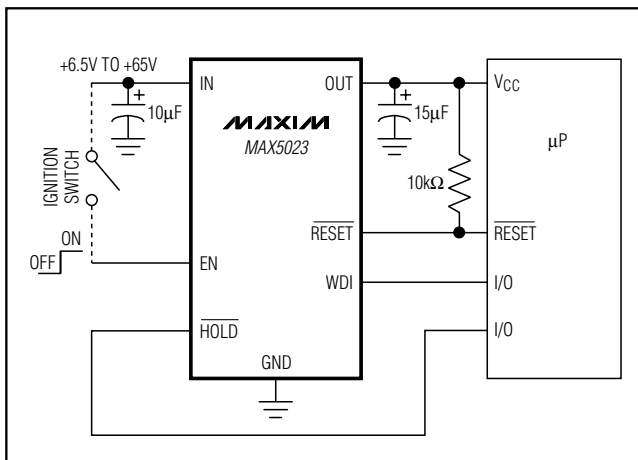 +6.5V TO +65V
IN
OUT
VCC
+
10µF
+
15µF
MAXIM
MAX5023
µP
10kΩ
IGNITION
SWITCH
RESET
RESET
ON
OFF
EN
WDI
I/O
HOLD
I/O
GND